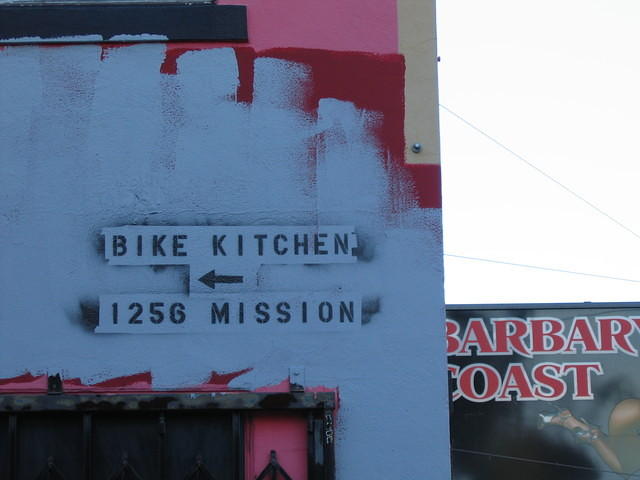 BIKE KITCHEN
1256 MISSION
BARBARY
COAST